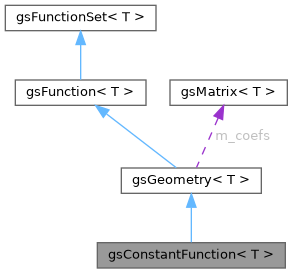 gsFunctionSet< T >
gsFunction< T >
gsMatrix< T >
m_coefs
gsGeometry< T >
gsConstantFunction< T >